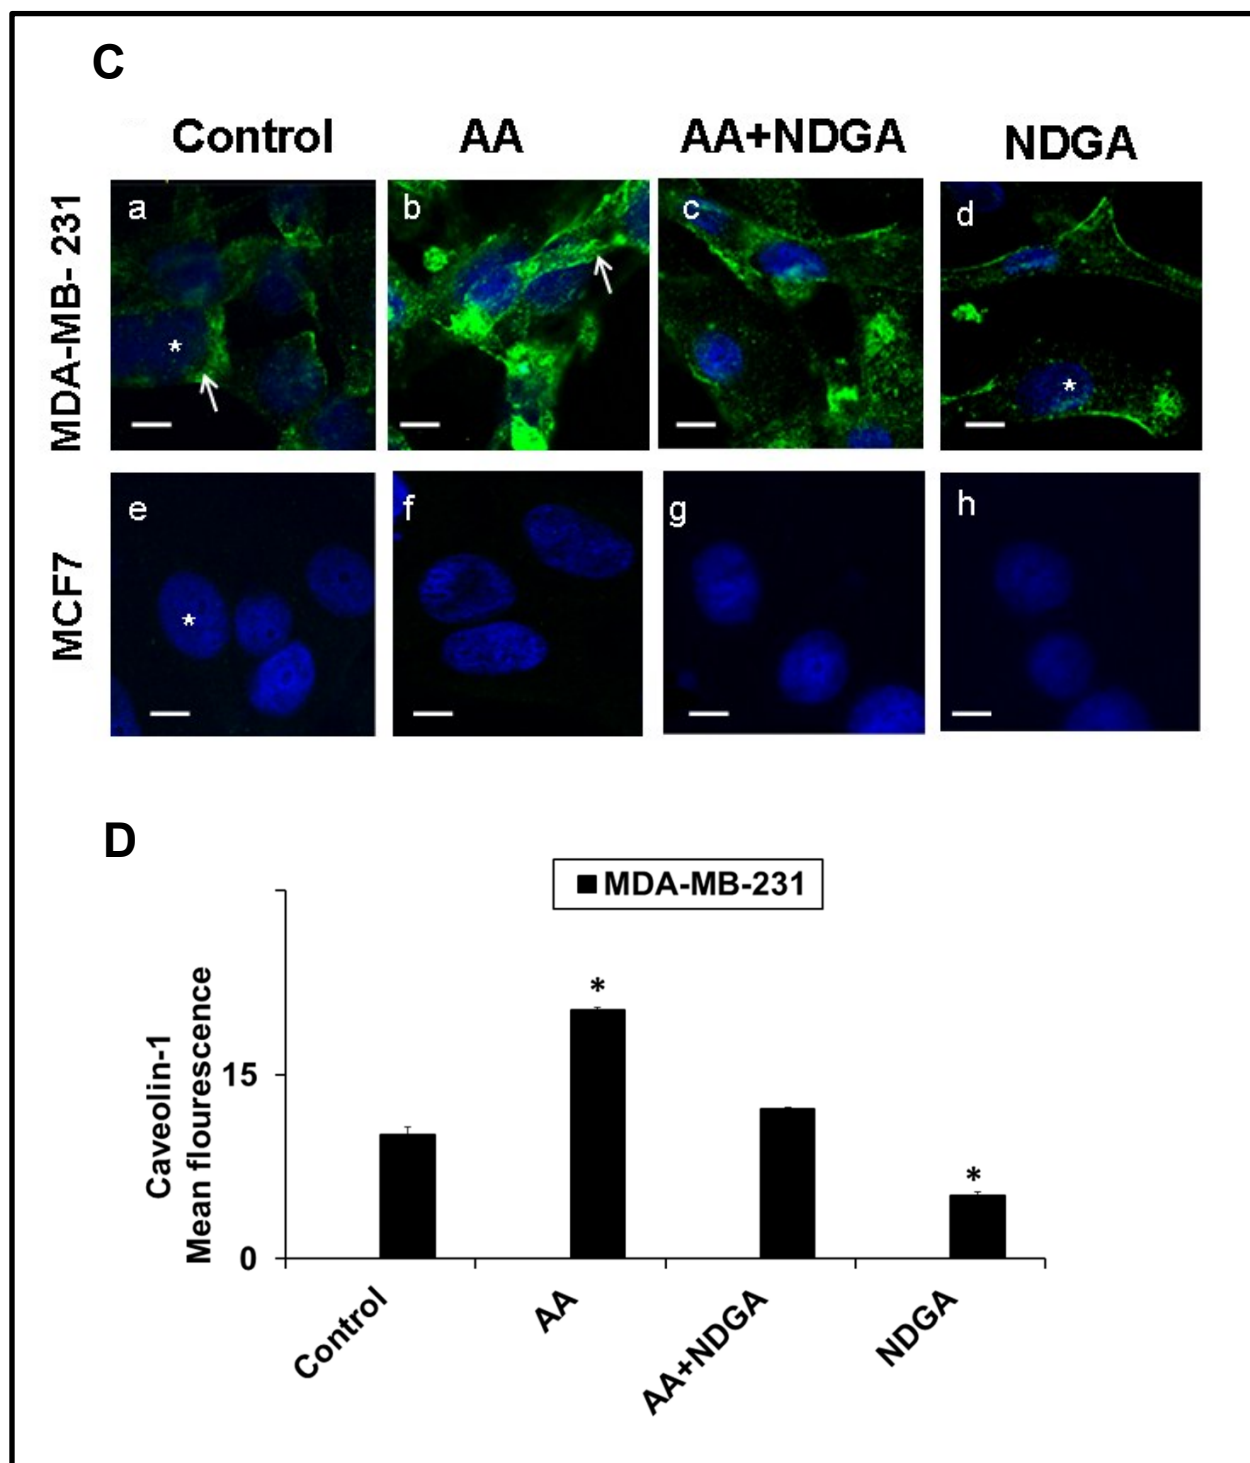 C
Control AA AA+NDGA NDGA
MDA-MB- 231
a b c d
* *
MCF7
e f g h
*
D
MDA-MB-231
Caveolin-1
Mean flourescence
15
0
* *
Control AA AA+NDGA NDGA